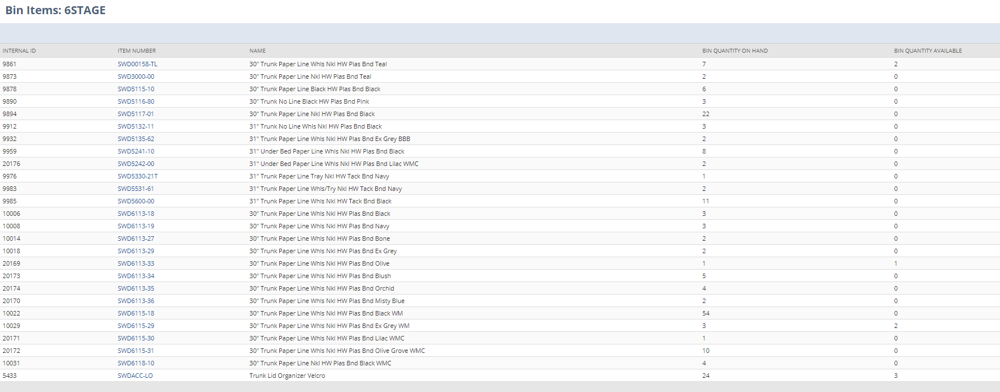 Bin Items: 6STAGE
INTERNAL ID ITEM NUMBER NAME BIN QUANTITY ON HAND BIN QUANTITY AVAILABLE
9861 SWD00158-TL 30" Trunk Paper Line Whls Nkl HW Plas Bnd Teal 7 2
9873 SWD3000-00 30" Trunk Paper Line Nkl HW Plas Bnd Teal 2 0
9878 SWD5115-10 30" Trunk Paper Line Black HW Plas Bnd Black 6 0
9890 SWD5116-80 30" Trunk No Line Black HW Plas Bnd Pink 3 0
9894 SWD5117-01 30" Trunk Paper Line Nkl HW Plas Bnd Black 22 0
9912 SWD5132-11 31" Trunk No Line Whls Nkl HW Plas Bnd Black 3 0
9932 SWD5135-62 31" Trunk Paper Line Whls Nkl HW Plas Bnd Ex Grey BBB 2 0
9959 SWD5241-10 31" Under Bed Paper Line Whls Nkl HW Plas Bnd Black 8 0
20176 SWD5242-00 31" Under Bed Paper Line Whls Nkl HW Plas Bnd Lilac WMC 2 0
9976 SWD5330-21T 31" Trunk Paper Line Tray Nkl HW Tack Bnd Navy 1 0
9983 SWD5531-61 31" Trunk Paper Line Whls/Try Nkl HW Tack Bnd Navy 2 0
9985 SWD5600-00 31" Trunk Paper Line Whls Nkl HW Tack Bnd Black 11 0
10006 SWD6113-18 30" Trunk Paper Line Whls Nkl HW Plas Bnd Black 3 0
10008 SWD6113-19 30" Trunk Paper Line Whls Nkl HW Plas Bnd Navy 3 0
10014 SWD6113-27 30" Trunk Paper Line Whls Nkl HW Plas Bnd Bone 2 0
10018 SWD6113-29 30" Trunk Paper Line Whls Nkl HW Plas Bnd Ex Grey 2 0
20169 SWD6113-33 30" Trunk Paper Line Whls Nkl HW Plas Bnd Olive 1 1
20173 SWD6113-34 30" Trunk Paper Line Whls Nkl HW Plas Bnd Blush 5 0
20174 SWD6113-35 30" Trunk Paper Line Whls Nkl HW Plas Bnd Orchid 4 0
20170 SWD6113-36 30" Trunk Paper Line Whls Nkl HW Plas Bnd Misty Blue 2 0
10022 SWD6115-18 30" Trunk Paper Line Whls Nkl HW Plas Bnd Black WM 54 0
10029 SWD6115-29 30" Trunk Paper Line Whls Nkl HW Plas Bnd Ex Grey WM 3 2
20171 SWD6115-30 30" Trunk Paper Line Whls Nkl HW Plas Bnd Lilac WMC 1 0
20172 SWD6115-31 30" Trunk Paper Line Whls Nkl HW Plas Bnd Olive Grove WMC 10 0
10031 SWD6118-10 30" Trunk Paper Line Nkl HW Plas Bnd Black WMC 4 0
5433 SWDACC-LO Trunk Lid Organizer Velcro 24 3